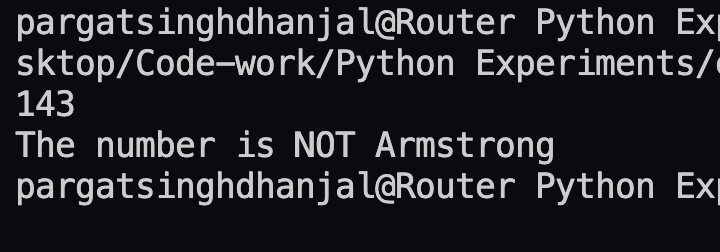 pargatsinghdhanjal@Router Python Exp
sktop/Code-work/Python Experiments/
143
The number is NOT Armstrong
pargatsinghdhanjal@Router Python Exp